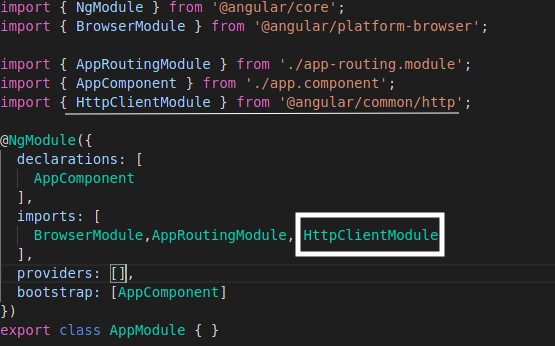 import { NgModule } from '@angular/core';
import { BrowserModule } from '@angular/platform-browser';
import { AppRoutingModule } from './app-routing.module';
import { AppComponent } from './app.component';
import { HttpClientModule } from '@angular/common/http';
@NgModule({
declarations: [
AppComponent
],
imports: [
BrowserModule,AppRoutingModule, HttpClientModule
],
providers: [],
bootstrap: [AppComponent]
})
export class AppModule { }